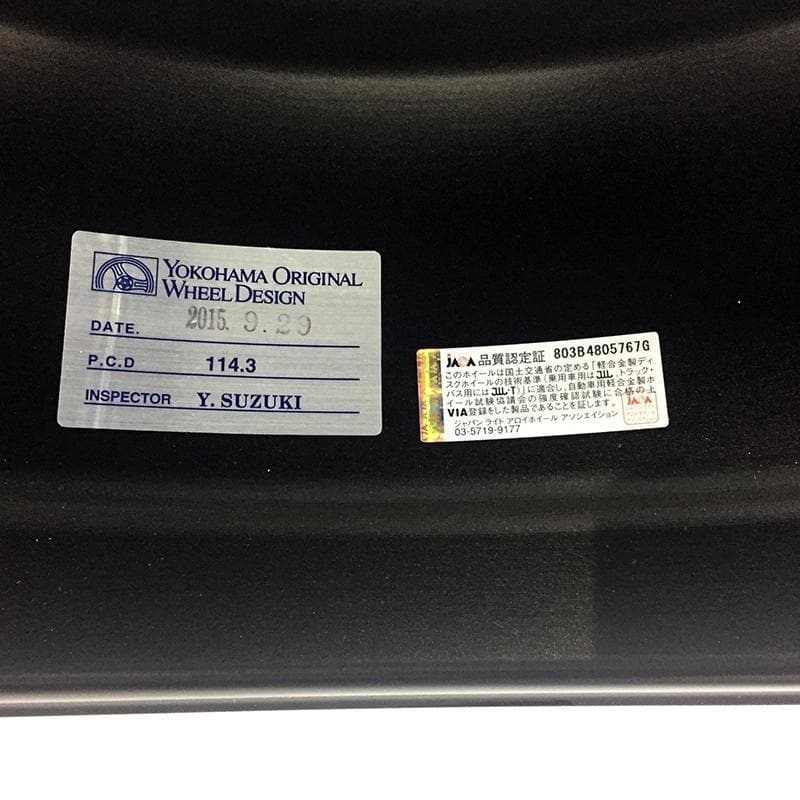 YOKOHAMA ORIGINAL
WHEEL DESIGN
DATE. 2015. 9. 29
P.C.D 114.3
INSPECTOR Y. SUZUKI
JAWA 品質認定証 803B4805767G
このホイールは国土交通省の定める「軽合金製ディ
スクホイールの技術基準(乗用車用はJWL、トラック・
バス用にはJWL-T)」に適合し、自動車用軽合金製ホ
イール試験協議会の強度確認試験に合格の上
VIA登録をした製品であることを証します。
ジャパン ライト アロイホイール アソシエイション
03-5719-9177
JAWA